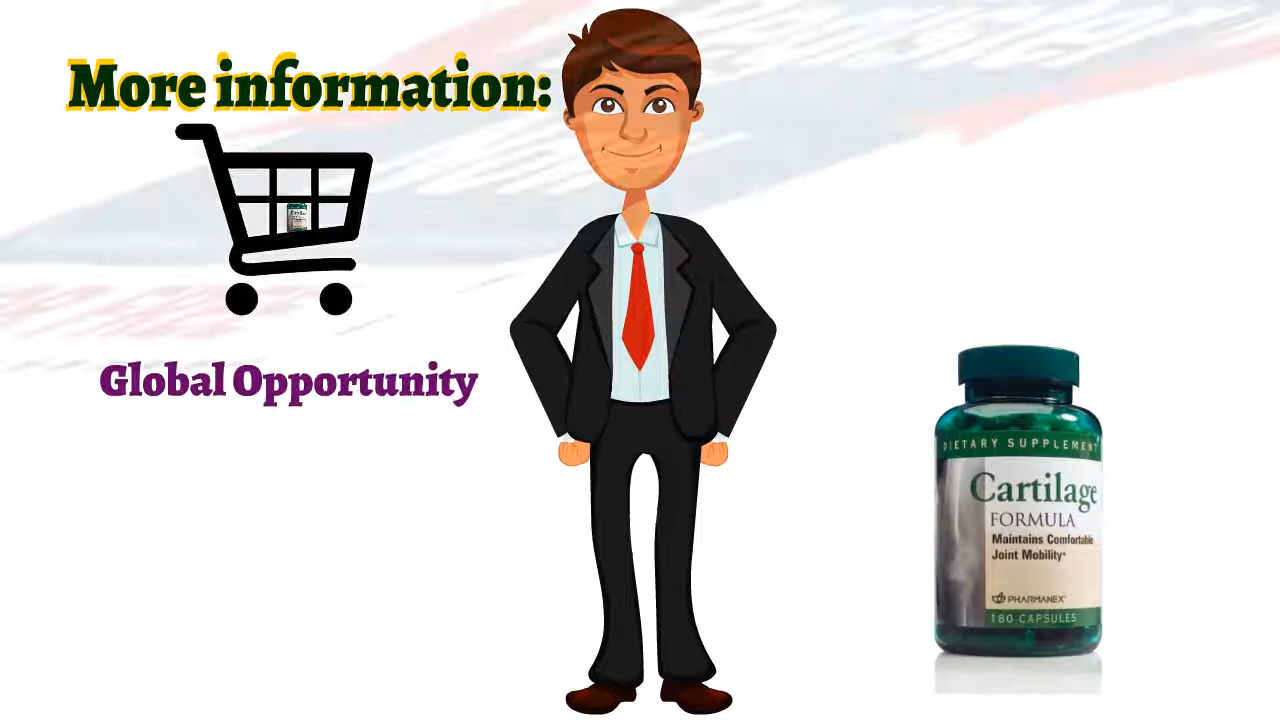 More information:
Global Opportunity
DIETARY SUPPLEMENT
Cartilage
FORMULA
Maintains Comfortable
Joint Mobility*
PHARMANEX®
180 CAPSULES